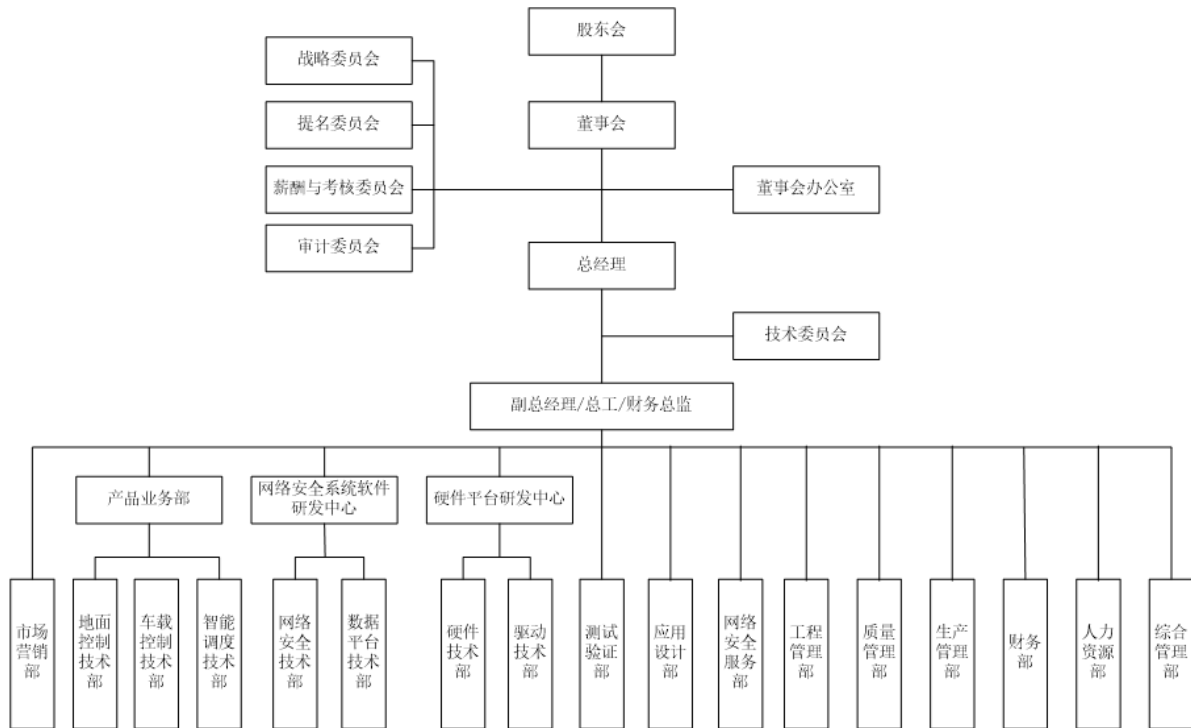 股东会
战略委员会
提名委员会
董事会
薪酬与考核委员会
董事会办公室
审计委员会
总经理
技术委员会
副总经理/总工/财务总监
产品业务部
网络安全系统软件
研发中心
硬件平台研发中心
市场
营销
部
地面
控制
技术
部
车载
控制
技术
部
智能
调度
技术
部
网络
安全
技术
部
数据
平台
技术
部
硬件
技术
部
驱动
技术
部
测试
验证
部
应用
设计
部
网络
安全
服务
部
工程
管理
部
质量
管理
部
生产
管理
部
财务
部
人力
资源
部
综合
管理
部